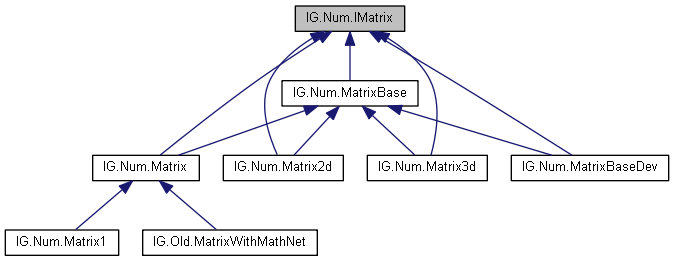 IG.Num.IMatrix
IG.Num.MatrixBase
IG.Num.Matrix
IG.Num.Matrix2d
IG.Num.Matrix3d
IG.Num.MatrixBaseDev
IG.Num.Matrix1
IG.Old.MatrixWithMathNet